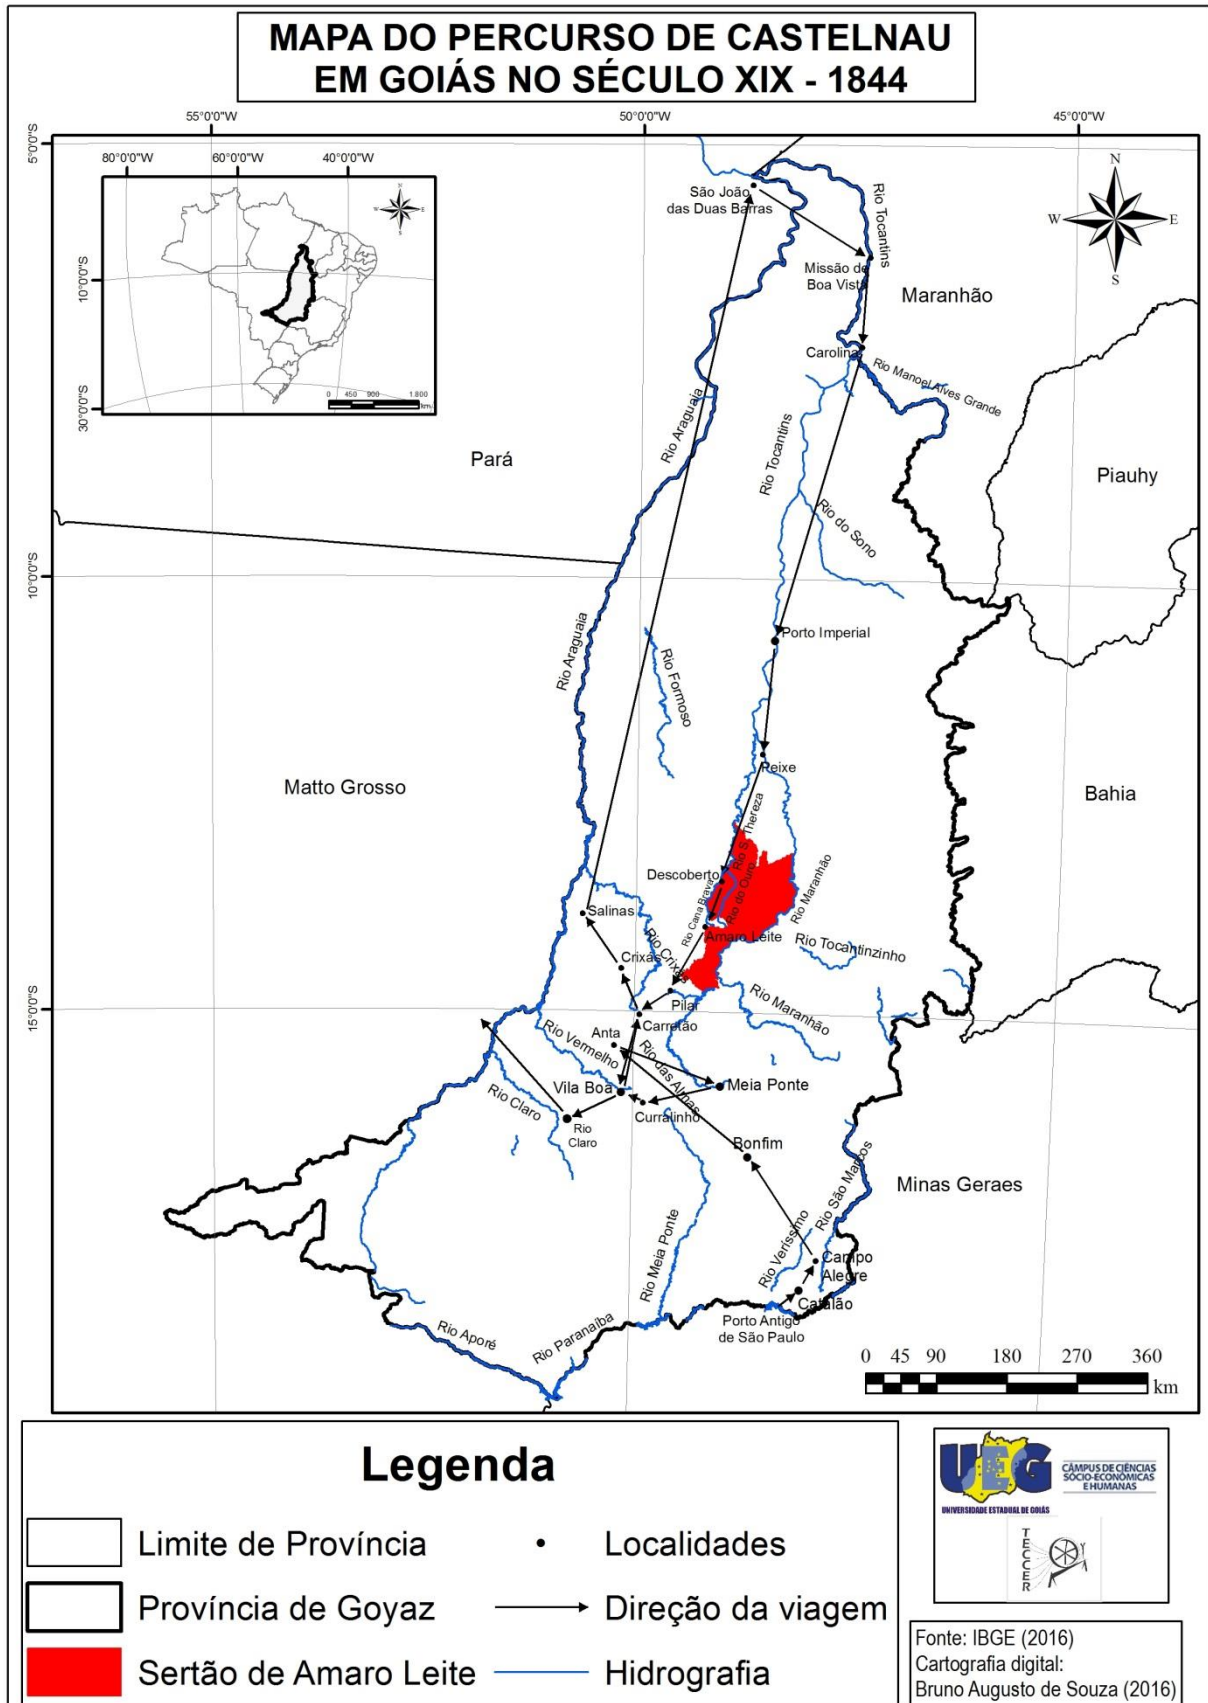 MAPA DO PERCURSO DE CASTELNAU
EM GOIÁS NO SÉCULO XIX - 1844
55°0'0"W
50°0'0"W
45°0'0"W
5°0'0"S
10°0'0"S
15°0'0"S
80°0'0"W
60°0'0"W
40°0'0"W
10°0'0"S
30°0'0"S
N
W
E
S
0 450 900 1.800
km
N
W
E
S
São João
das Duas Barras
Rio Tocantins
Missão de
Boa Vista
Maranhão
Carolina
Rio Manoel Alves Grande
Rio Araguaia
Rio Tocantins
Pará
Piauhy
Rio do Sono
Porto Imperial
Rio Araguaia
Rio Formoso
Peixe
Matto Grosso
Bahia
Rio S. Thereza
Descoberto
Rio do Ouro
Rio Cana Brava
Rio Maranhão
Salinas
Amaro Leite
Rio Tocantinzinho
Rio Crixás
Crixás
Pilar
Rio Maranhão
Carretão
Anta
Rio Vermelho
Rio das Almas
Vila Boa
Meia Ponte
Rio Claro
Rio
Claro
Curralinho
Bonfim
Minas Geraes
Rio São Marcos
Rio Veríssimo
Rio Meia Ponte
Campo
Alegre
Catalão
Porto Antigo
de São Paulo
Rio Aporé
Rio Paranaíba
0 45 90 180 270 360
km
Legenda
Limite de Província
Localidades
Província de Goyaz
Direção da viagem
Sertão de Amaro Leite
Hidrografia
UEG
UNIVERSIDADE ESTADUAL DE GOIÁS
CÂMPUS DE CIÊNCIAS
SÓCIO-ECONÔMICAS
E HUMANAS
TECCER
Fonte: IBGE (2016)
Cartografia digital:
Bruno Augusto de Souza (2016)